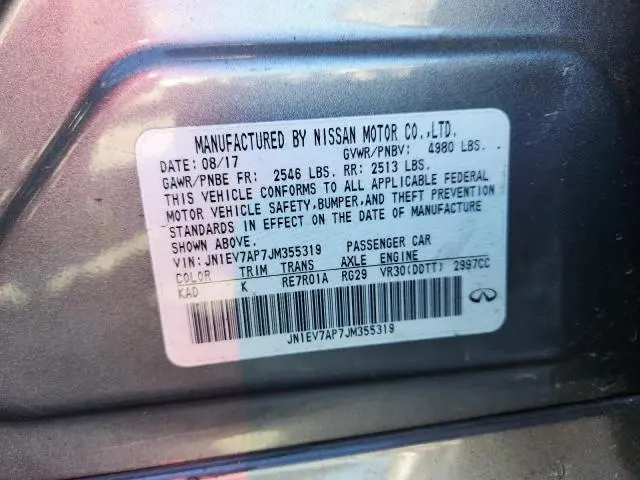 MANUFACTURED BY NISSAN MOTOR CO.,LTD.
DATE: 08/17 GVWR/PNBV: 4980 LBS.
GAWR/PNBE FR: 2546 LBS. RR: 2513 LBS.
THIS VEHICLE CONFORMS TO ALL APPLICABLE FEDERAL
MOTOR VEHICLE SAFETY,BUMPER,AND THEFT PREVENTION
STANDARDS IN EFFECT ON THE DATE OF MANUFACTURE
SHOWN ABOVE.
VIN: JN1EV7AP7JM355319 PASSENGER CAR
COLOR TRIM TRANS AXLE ENGINE
KAD K RE7R01A RG29 VR30(DDTT) 2997CC
JN1EV7AP7JM355319